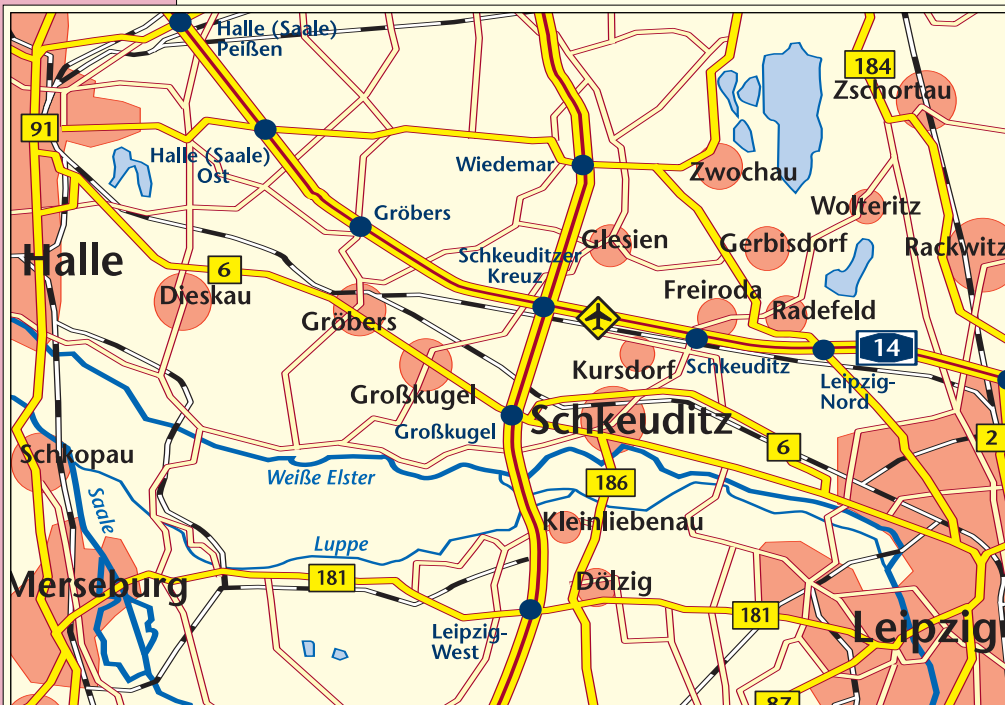 Halle (Saale)
Peißen
184
Zschortau
91
Halle (Saale)
Ost
Wiedemar
Zwochau
Wolteritz
Gröbers
Glesien
Gerbisdorf
Rackwitz
Schkeuditzer
Kreuz
Halle
6
Dieskau
Freiroda
Radefeld
Gröbers
14
Kursdorf
Schkeuditz
Leipzig-
Nord
Großkugel
Großkugel
Schkeuditz
2
6
Schkopau
Weiße Elster
186
Saale
Kleinliebenau
Luppe
181
Dölzig
Merseburg
181
Leipzig-
West
Leipzig
87